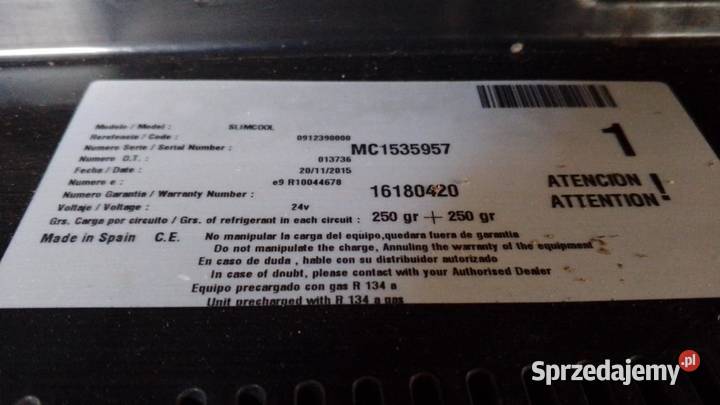 Modelo / Model : SLIMCOOL
Referencia / Code : 0912390000
Numero Serie / Serial Number : MC1535957
Numero O.T. : 013736
Fecha / Date : 20/11/2015
Numero e : e9 R10044678
Numero Garantia / Warranty Number : 16180420
Voltaje / Voltage : 24v
Grs. Carga por circuito / Grs. of refrigerant in each circuit : 250 gr + 250 gr
1
ATENCION
ATTENTION !
Made in Spain C.E. No manipular la carga del equipo,quedara fuera de garantia
Do not manipulate the charge, Annuling the warranty of the equipment
En caso de duda , hable con su distribuidor autorizado
In case of doubt, please contact with your Authorised Dealer
Equipo precargado con gas R 134 a
Unit precharged with R 134 a gas
Sprzedajemy.pl